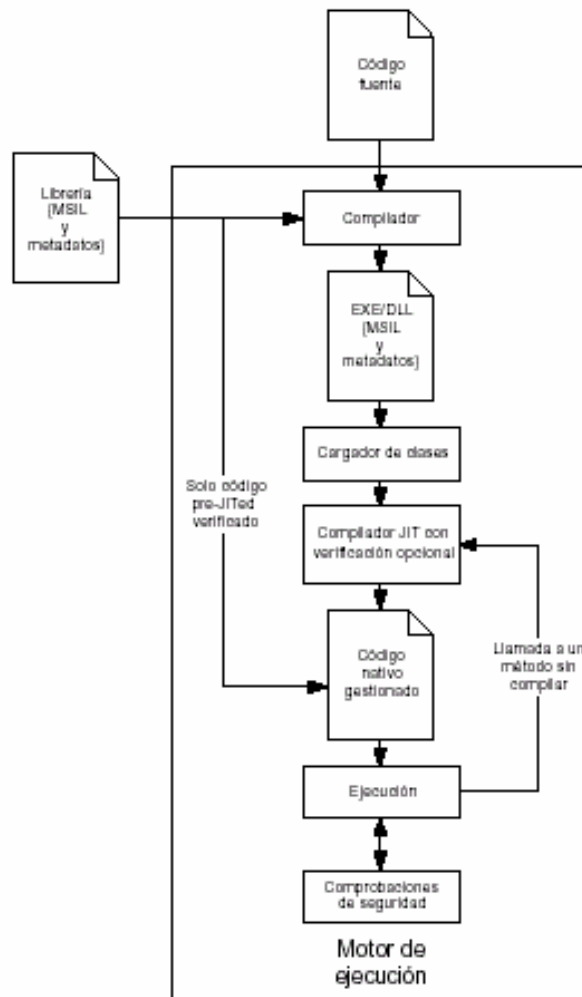 Código
fuente
Librería
(MSIL
y
metadatos)
Compilador
EXE/DLL
(MSIL
y
metadatos)
Cargador de clases
Solo código
pre-JITed
verificado
Compilador JIT con
verificación opcional
Llamada a un
método sin
compilar
Código
nativo
gestionado
Ejecución
Comprobaciones
de seguridad
Motor de
ejecución